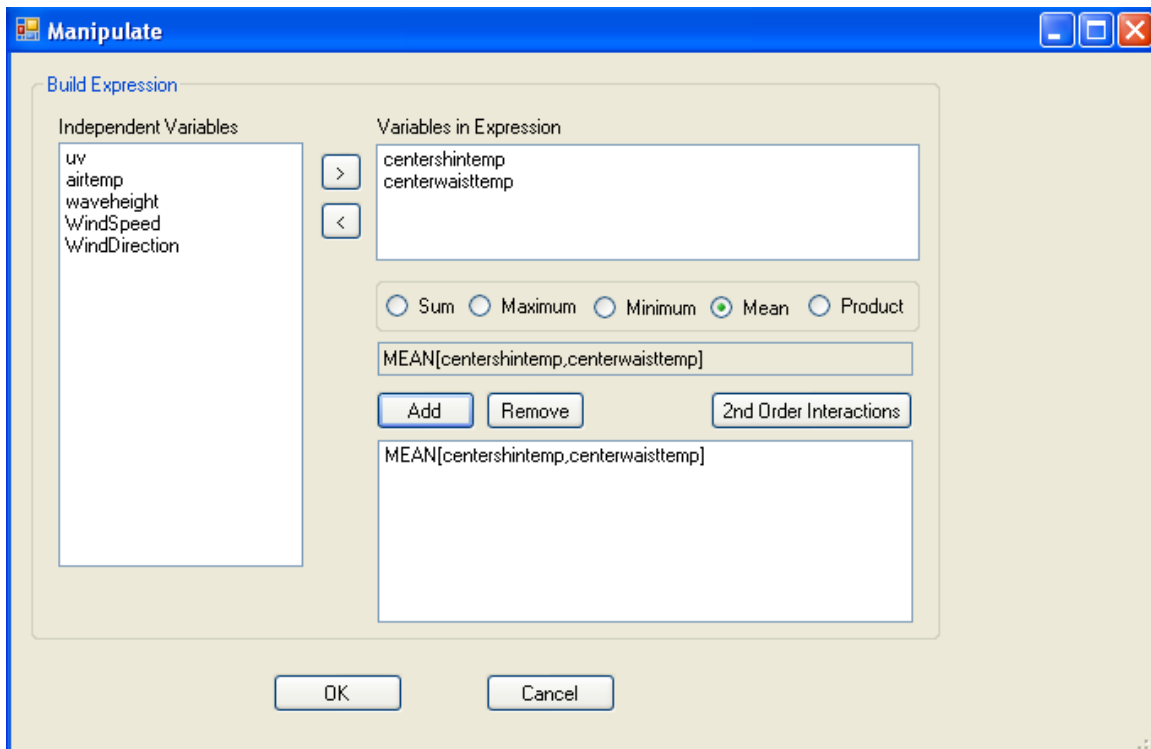 Manipulate
Build Expression
Independent Variables
uv
airtemp
waveheight
WindSpeed
WindDirection
>
<
Variables in Expression
centershintemp
centerwaisttemp
Sum Maximum Minimum Mean Product
MEAN[centershintemp,centerwaisttemp]
Add Remove 2nd Order Interactions
MEAN[centershintemp,centerwaisttemp]
OK Cancel